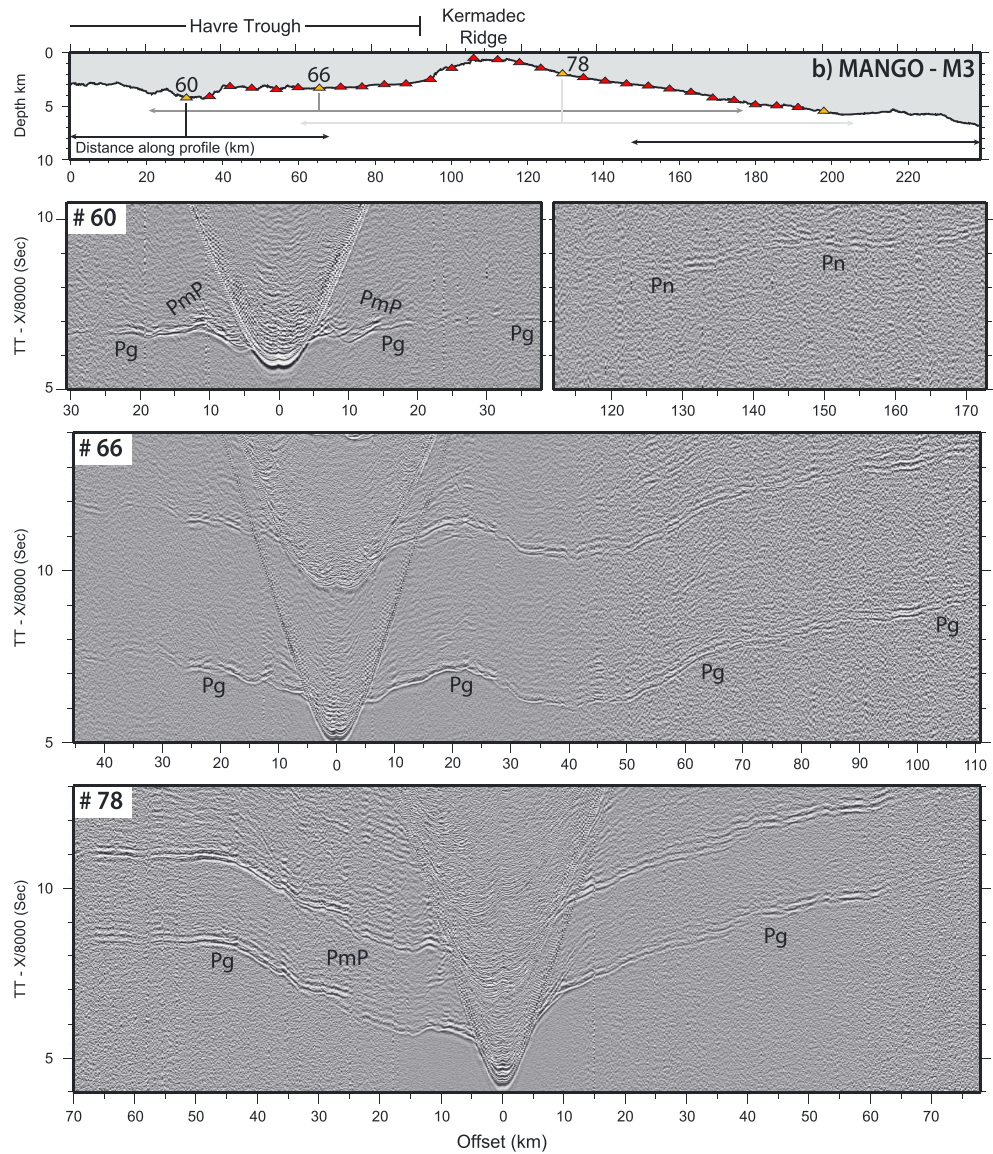 Havre Trough
Kermadec
Ridge
b) MANGO - M3
60
66
78
Depth km
0
5
10
Distance along profile (km)
0 20 40 60 80 100 120 140 160 180 200 220
# 60
TT - X/8000 (Sec)
10
5
PmP
Pg
PmP
Pg
Pg
Pn
Pn
30 20 10 0 10 20 30
120 130 140 150 160 170
# 66
TT - X/8000 (Sec)
10
5
Pg
Pg
Pg
Pg
40 30 20 10 0 10 20 30 40 50 60 70 80 90 100 110
# 78
TT - X/8000 (Sec)
10
5
Pg
PmP
Pg
70 60 50 40 30 20 10 0 10 20 30 40 50 60 70
Offset (km)